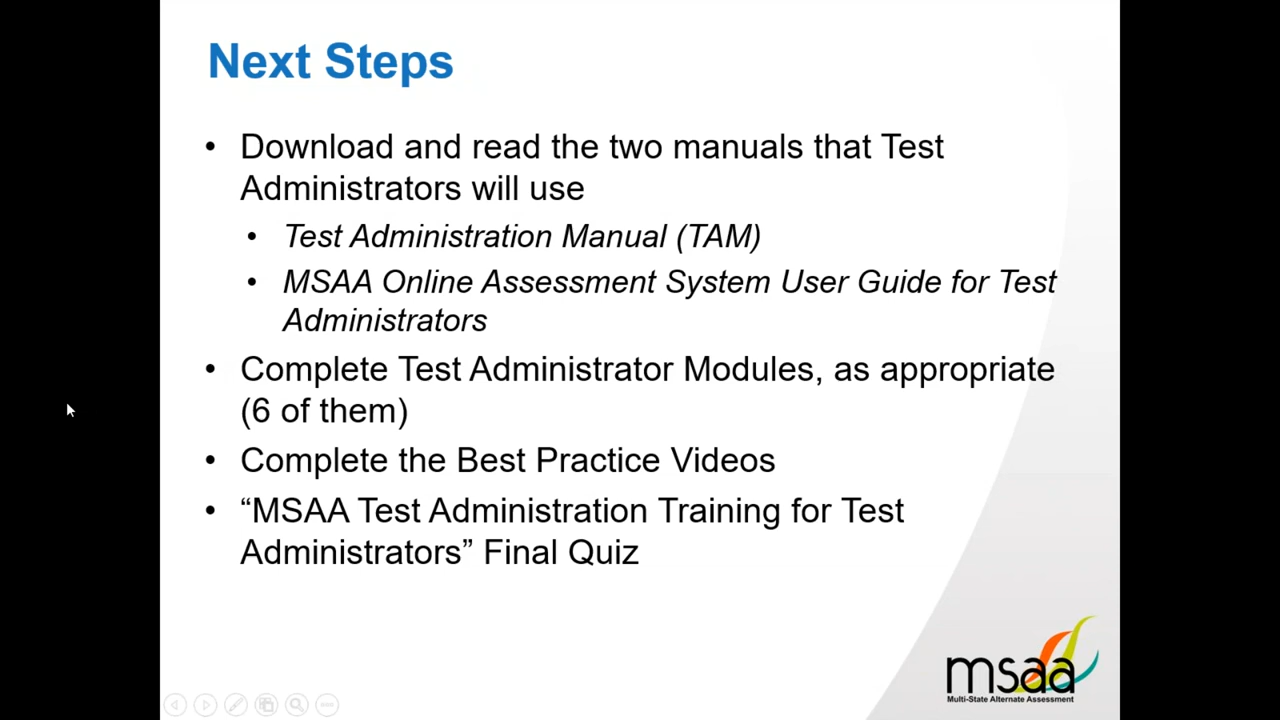 Next Steps
• Download and read the two manuals that Test
Administrators will use
• Test Administration Manual (TAM)
• MSAA Online Assessment System User Guide for Test
Administrators
• Complete Test Administrator Modules, as appropriate
(6 of them)
• Complete the Best Practice Videos
• “MSAA Test Administration Training for Test
Administrators” Final Quiz
msaa
Multi-State Alternate Assessment